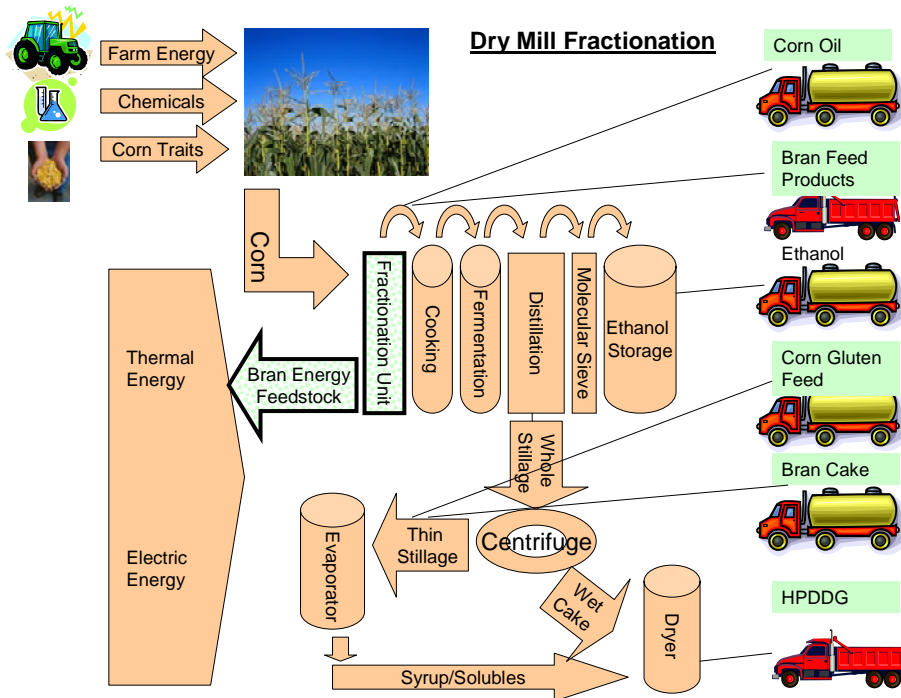 Dry Mill Fractionation
Farm Energy
Chemicals
Corn Traits
Corn
Fractionation Unit
Cooking
Fermentation
Distillation
Molecular Sieve
Ethanol
Storage
Thermal
Energy
Electric
Energy
Bran Energy
Feedstock
Whole
Stillage
Centrifuge
Thin
Stillage
Evaporator
Wet
Cake
Dryer
Syrup/Solubles
Corn Oil
Bran Feed
Products
Ethanol
Corn Gluten
Feed
Bran Cake
HPDDG